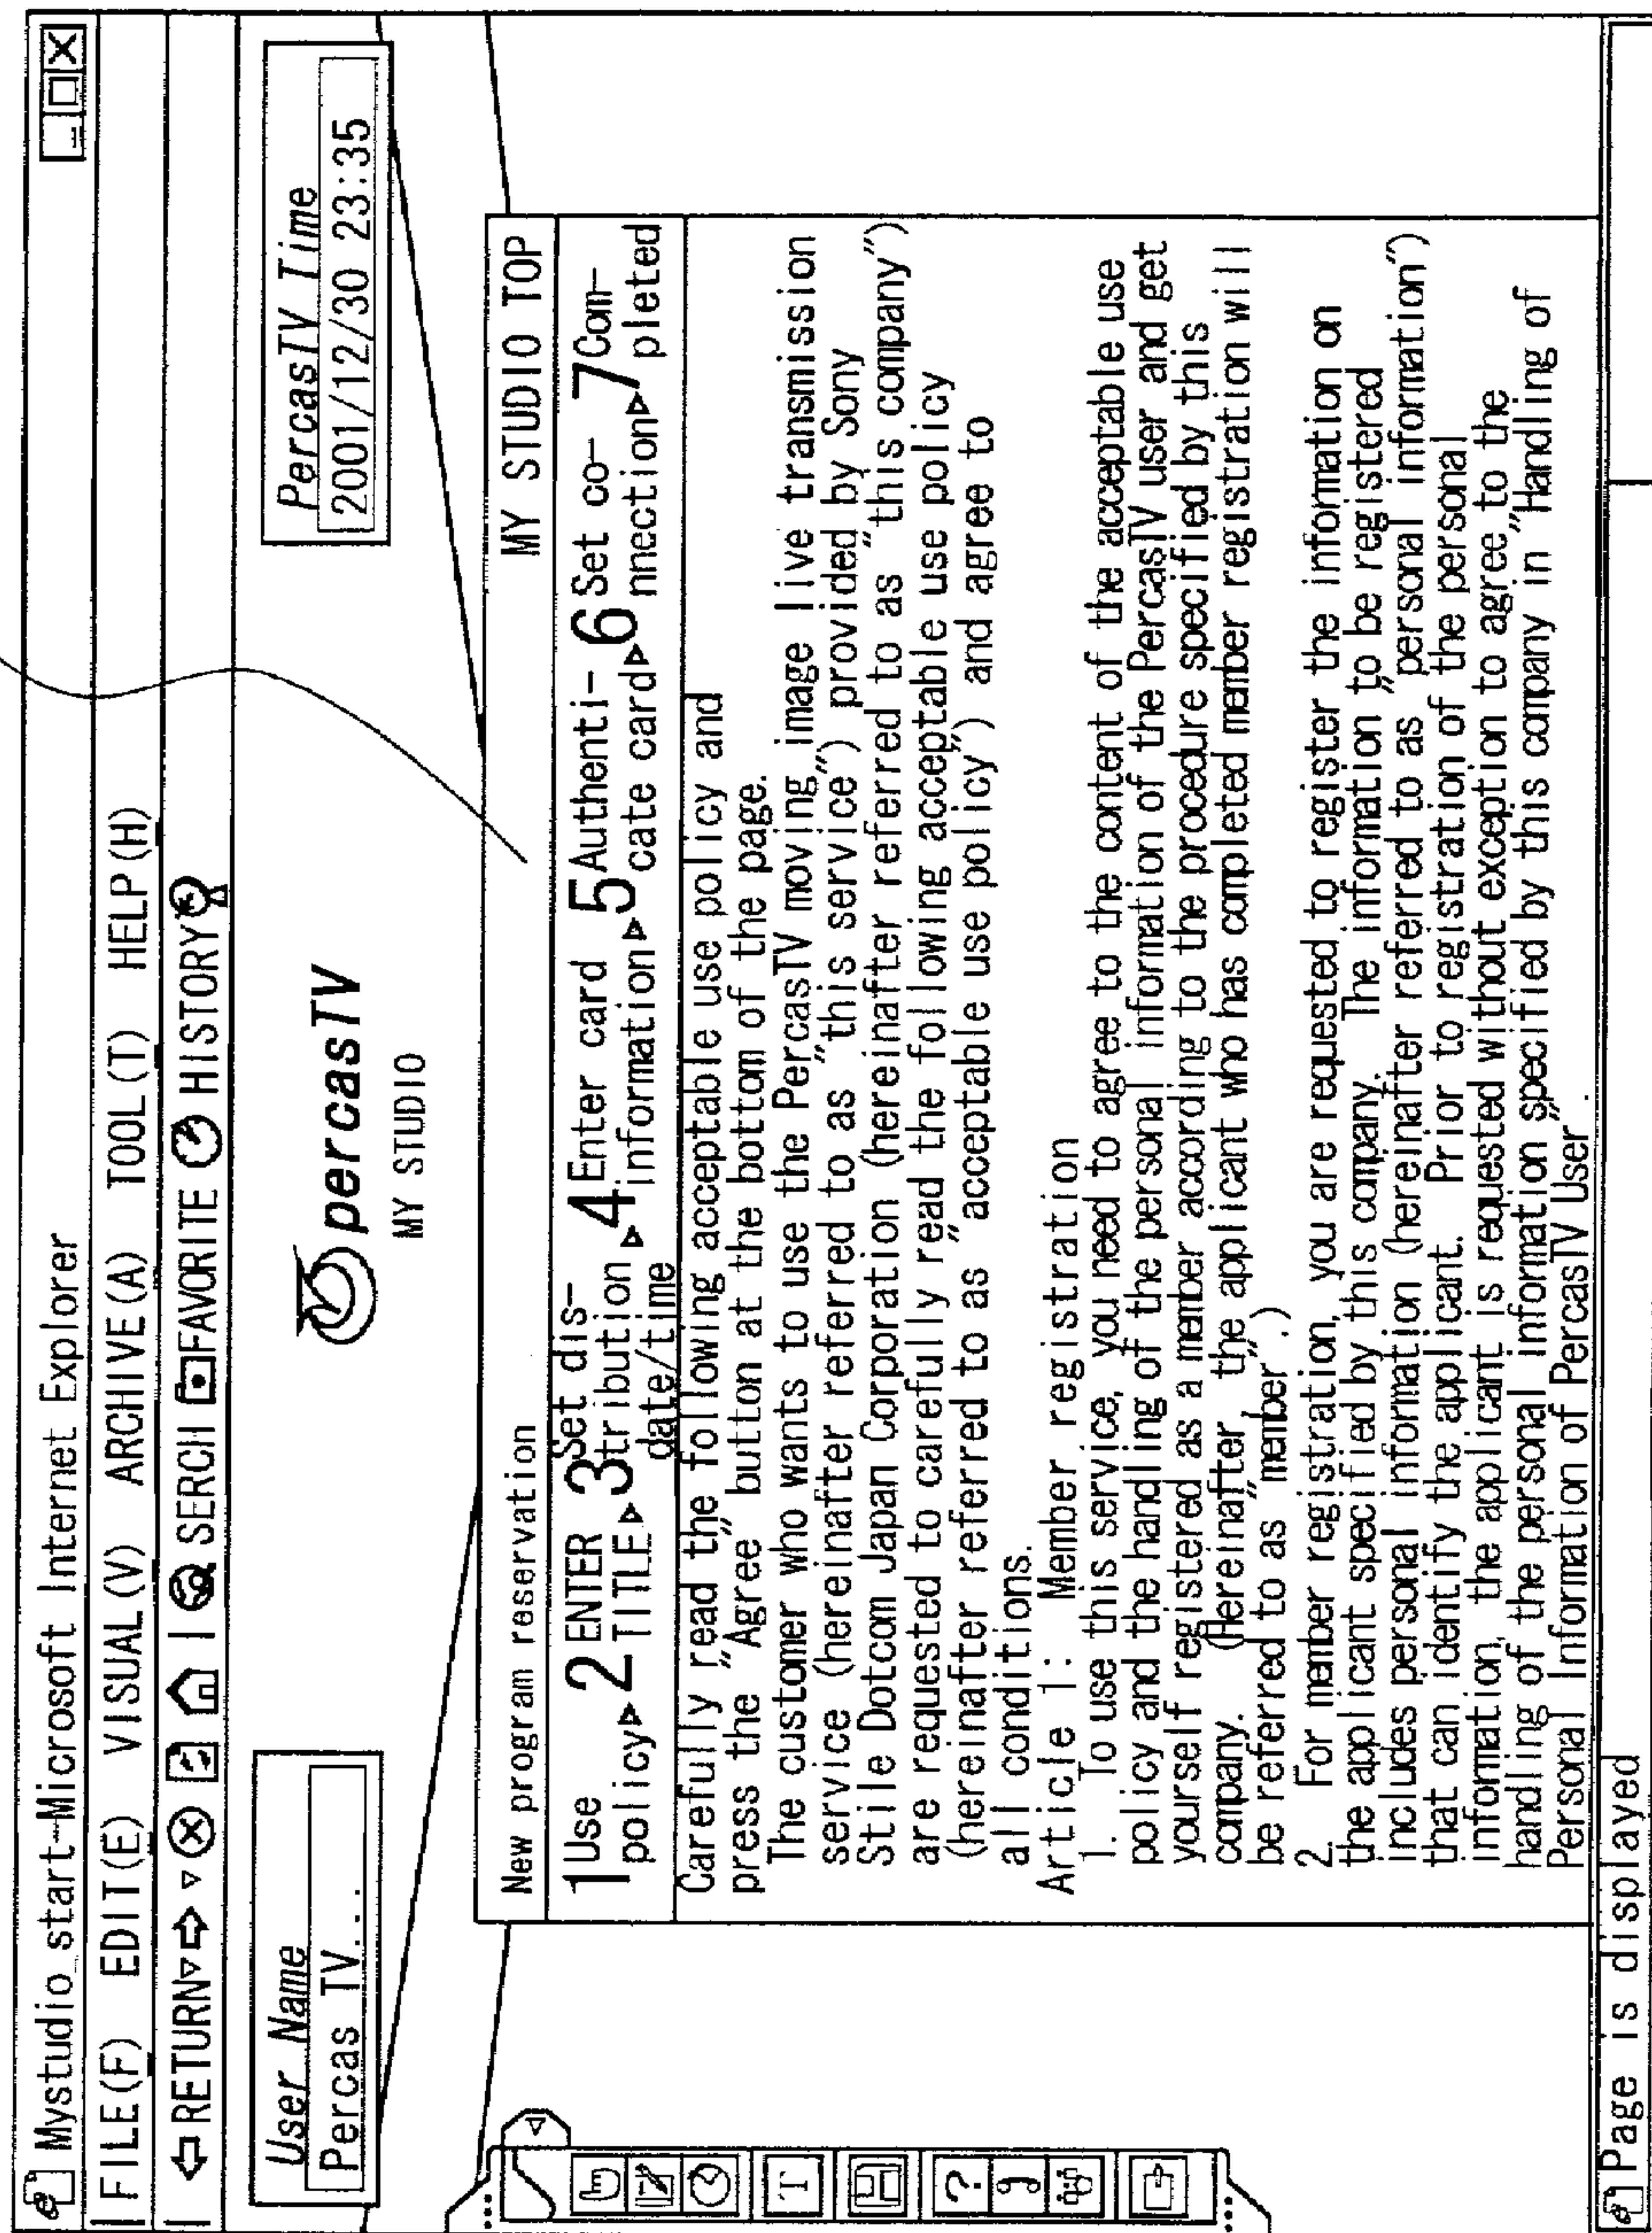 Mystudio start-Microsoft Internet Explorer
FILE(F) EDIT(E) VISUAL(V) ARCHIVE(A) TOOL(T) HELP(H)
RETURN SERCH FAVORITE HISTORY
User Name
Percas TV...
percasTV
MY STUDIO
PercasTV Time
2001/12/30 23:35
New program reservation MY STUDIO TOP
1 Use policy
2 ENTER TITLE
3 Set dis-
tribution
date/time
4 Enter card
information
5 Authenti-
cate card
6 Set co-
nnection
7 Com-
pleted
Carefully read the following acceptable use policy and
press the "Agree" button at the bottom of the page.
The customer who wants to use the PercasTV moving image live transmission
service (hereinafter referred to as "this service") provided by Sony
Stile Dotcom Japan Corporation (hereinafter referred to as "this company")
are requested to carefully read the following acceptable use policy
(hereinafter referred to as "acceptable use policy") and agree to
all conditions.
Article 1: Member registration
1. To use this service, you need to agree to the content of the acceptable use
policy and the handling of the personal information of the PercasTV user and get
yourself registered as a member according to the procedure specified by this
company. (Hereinafter, the applicant who has completed member registration will
be referred to as "member".)
2. For member registration, you are requested to register the information on
the applicant specified by this company. The information to be registered
includes personal information (hereinafter referred to as "personal information")
that can identify the applicant. Prior to registration of the personal
information, the applicant is requested without exception to agree to the
handling of the personal information specified by this company in "Handling of
Personal Information of PercasTV User".
T
?
Page is displayed